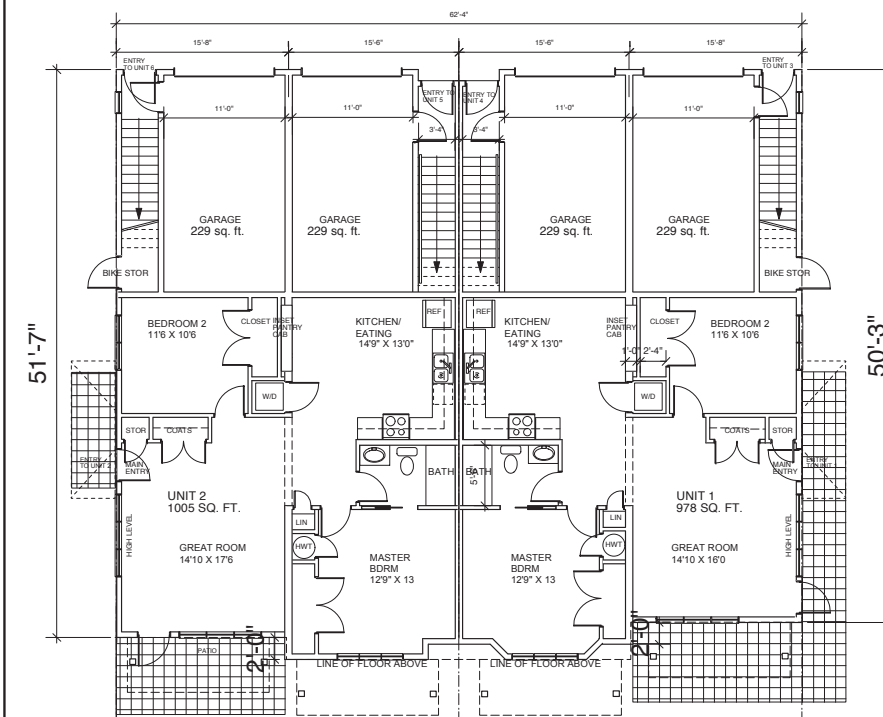 62'-4"
15'-8"
15'-6"
15'-6"
15'-8"
ENTRY
TO UNIT 6
ENTRY TO
UNIT 5
ENTRY TO
UNIT 4
ENTRY
TO UNIT 3
11'-0"
11'-0"
3'-4"
3'-4"
11'-0"
11'-0"
GARAGE
229 sq. ft.
GARAGE
229 sq. ft.
GARAGE
229 sq. ft.
GARAGE
229 sq. ft.
BIKE STOR
BIKE STOR
51'-7"
50'-3"
BEDROOM 2
11'6 X 10'6
CLOSET
INSET
PANTRY
CAB
KITCHEN/
EATING
14'9" X 13'0"
REF
REF
KITCHEN/
EATING
14'9" X 13'0"
INSET
PANTRY
CAB
CLOSET
BEDROOM 2
11'6 X 10'6
1'-0"
2'-4"
W/D
W/D
STOR
COATS
COATS
STOR
ENTRY
TO UNIT 2
MAIN
ENTRY
BATH
BATH
MAIN
ENTRY
ENTRY
TO UNIT 1
UNIT 2
1005 SQ. FT.
UNIT 1
978 SQ. FT.
HIGH LEVEL
LIN
LIN
HIGH LEVEL
GREAT ROOM
14'10 X 17'6
HWT
HWT
GREAT ROOM
14'10 X 16'0
MASTER
BDRM
12'9" X 13
MASTER
BDRM
12'9" X 13
PATIO
2'-0"
2'-0"
LINE OF FLOOR ABOVE
LINE OF FLOOR ABOVE